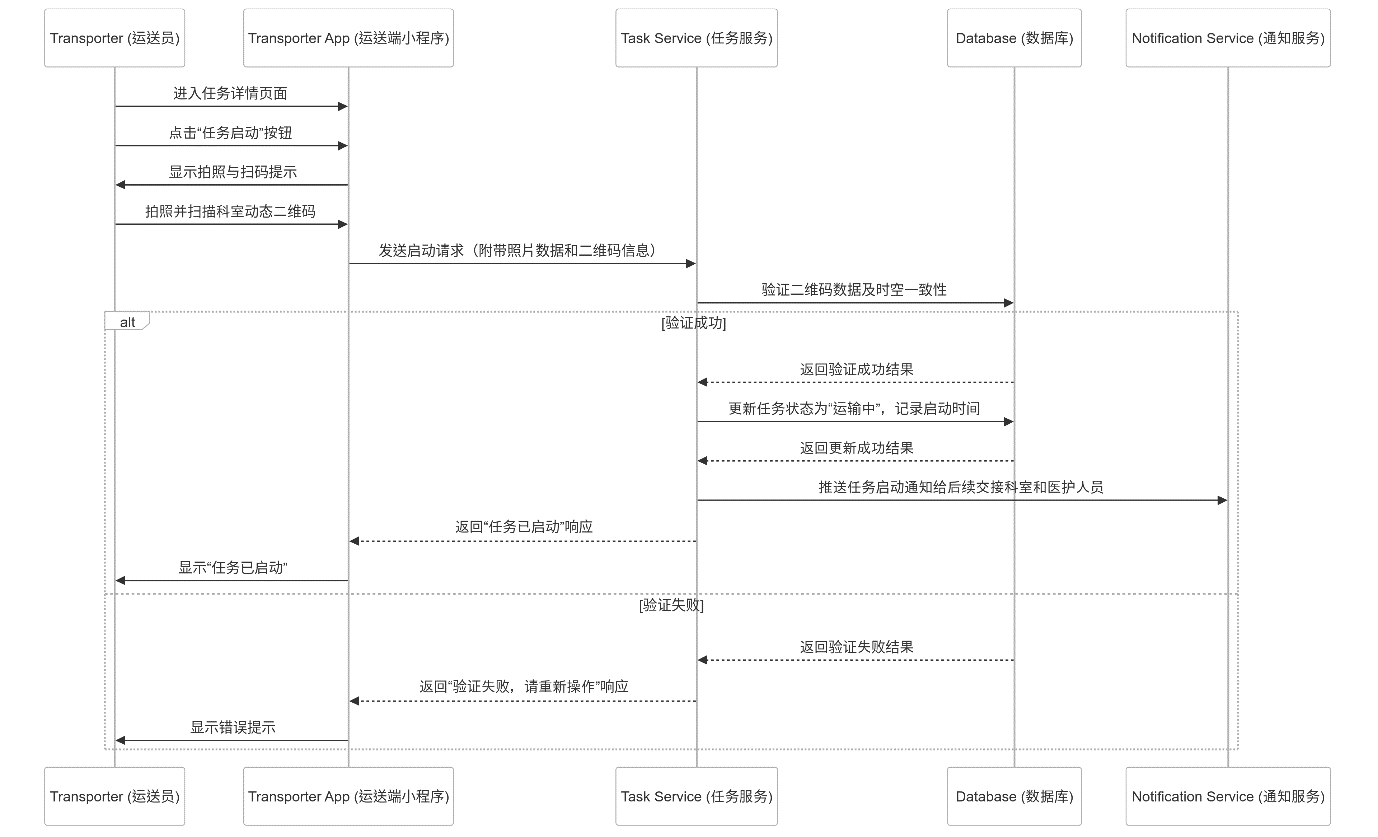 Transporter (运送员)
Transporter App (运送端小程序)
Task Service (任务服务)
Database (数据库)
Notification Service (通知服务)
进入任务详情页面
点击“任务启动”按钮
显示拍照与扫码提示
拍照并扫描科室动态二维码
发送启动请求（附带照片数据和二维码信息）
验证二维码数据及时空一致性
alt
[验证成功]
返回验证成功结果
更新任务状态为“运输中”，记录启动时间
返回更新成功结果
推送任务启动通知给后续交接科室和医护人员
返回“任务已启动”响应
显示“任务已启动”
[验证失败]
返回验证失败结果
返回“验证失败，请重新操作”响应
显示错误提示
Transporter (运送员)
Transporter App (运送端小程序)
Task Service (任务服务)
Database (数据库)
Notification Service (通知服务)